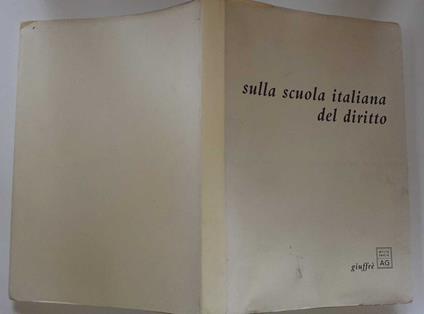 sulla scuola italiana
del diritto
giuffrè
AG